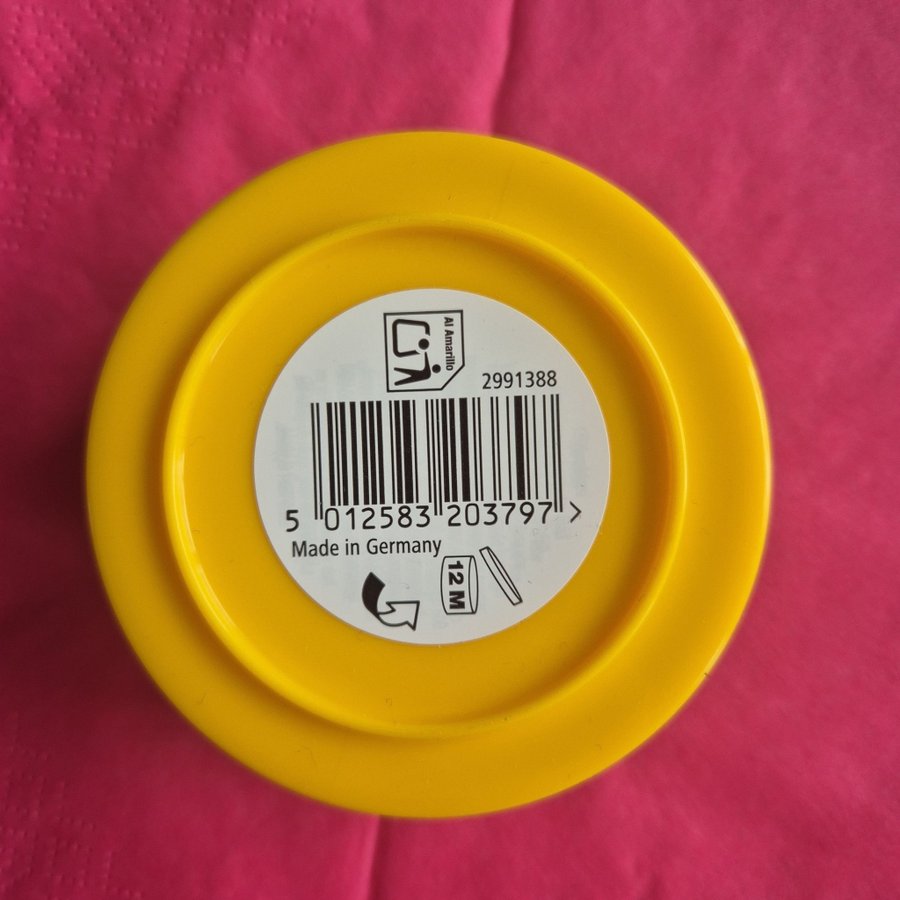 Al Amarillo
2991388
5 012583 203797 >
Made in Germany
12 M